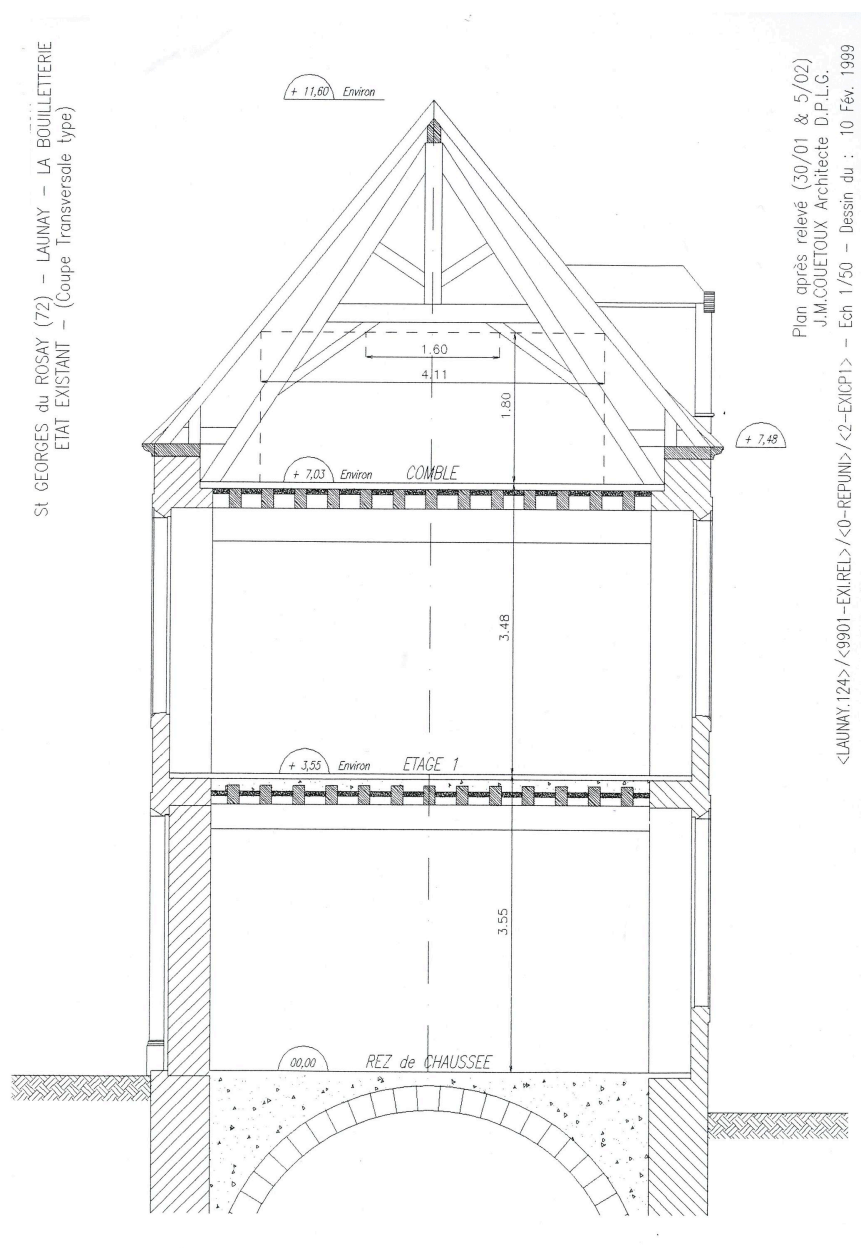 St GEORGES du ROSAY (72) – LAUNAY – LA BOUILLETTERIE
ETAT EXISTANT – (Coupe Transversale type)
+ 11,60 Environ
1.60
4.11
1.80
+ 7,48
+ 7,03 Environ COMBLE
3.48
+ 3,55 Environ ETAGE 1
3.55
00,00 REZ de CHAUSSEE
Plan après relevé (30/01 & 5/02)
J.M.COUETOUX Architecte D.P.L.G.
<LAUNAY.124>/<9901-EXI.REL>/<0-REPUNI>/<2-EXICP1> – Ech 1/50 – Dessin du : 10 Fév. 1999